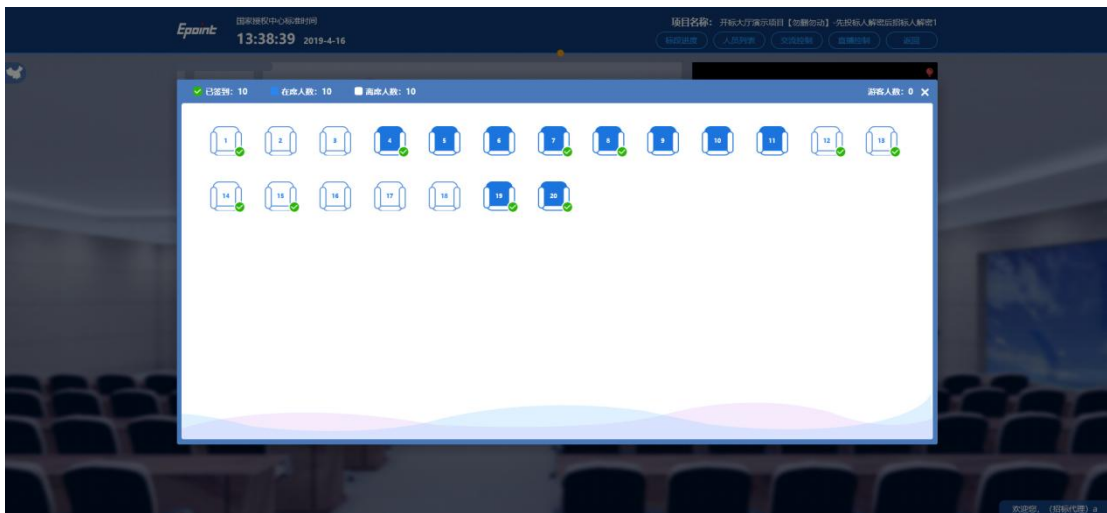 Epoint
国家授权中心标准时间
13:38:39 2019-4-16
项目名称： 开标大厅演示项目【勿删勿动】-先投标人解密后招标人解密1
标段进度 人员列表 交流控制 直播控制 返回
已签到：10 在席人数：10 离席人数：10 游客人数：0
1 2 3 4 5 6 7 8 9 10 11 12 13
14 15 16 17 18 19 20
欢迎您，（招标代理）a